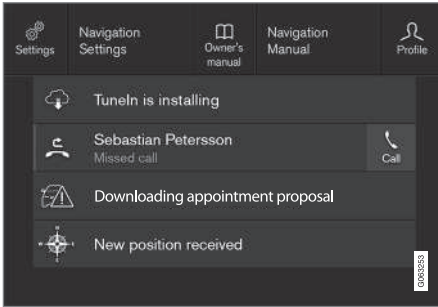 Settings
Navigation
Settings
Owner's
manual
Navigation
Manual
Profile
TuneIn is installing
Sebastian Petersson
Missed call
Call
Downloading appointment proposal
New position received
G063253